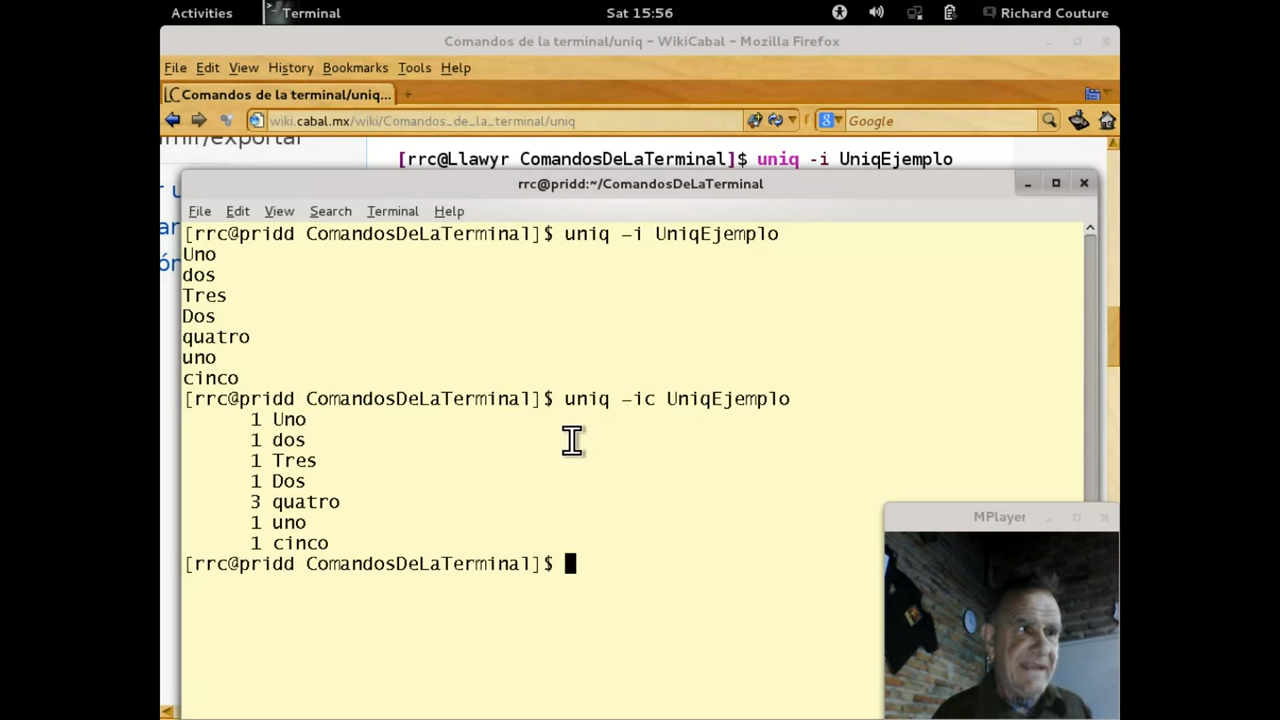 Activities Terminal Sat 15:56 Richard Couture
Comandos de la terminal/uniq – WikiCabal – Mozilla Firefox
File Edit View History Bookmarks Tools Help
Comandos de la terminal/uniq...
wiki.cabal.mx/wiki/Comandos_de_la_terminal/uniq Google
[rrc@Llawyr ComandosDeLaTerminal]$ uniq -i UniqEjemplo
rrc@pridd:~/ComandosDeLaTerminal
File Edit View Search Terminal Help
[rrc@pridd ComandosDeLaTerminal]$ uniq -i UniqEjemplo
Uno
dos
Tres
Dos
quatro
uno
cinco
[rrc@pridd ComandosDeLaTerminal]$ uniq -ic UniqEjemplo
1 Uno
1 dos
1 Tres
1 Dos
3 quatro
1 uno
1 cinco
[rrc@pridd ComandosDeLaTerminal]$
MPlayer